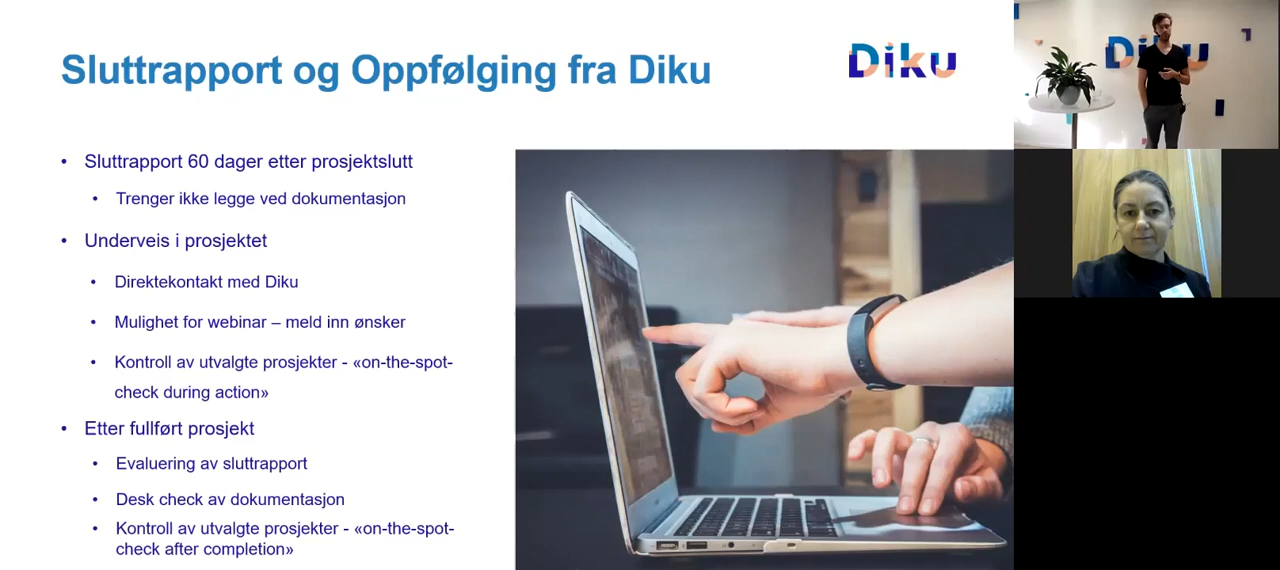 Sluttrapport og Oppfølging fra Diku
Diku
Diku
• Sluttrapport 60 dager etter prosjektslutt
• Trenger ikke legge ved dokumentasjon
• Underveis i prosjektet
• Direktekontakt med Diku
• Mulighet for webinar – meld inn ønsker
• Kontroll av utvalgte prosjekter - «on-the-spot-
check during action»
• Etter fullført prosjekt
• Evaluering av sluttrapport
• Desk check av dokumentasjon
• Kontroll av utvalgte prosjekter - «on-the-spot-
check after completion»